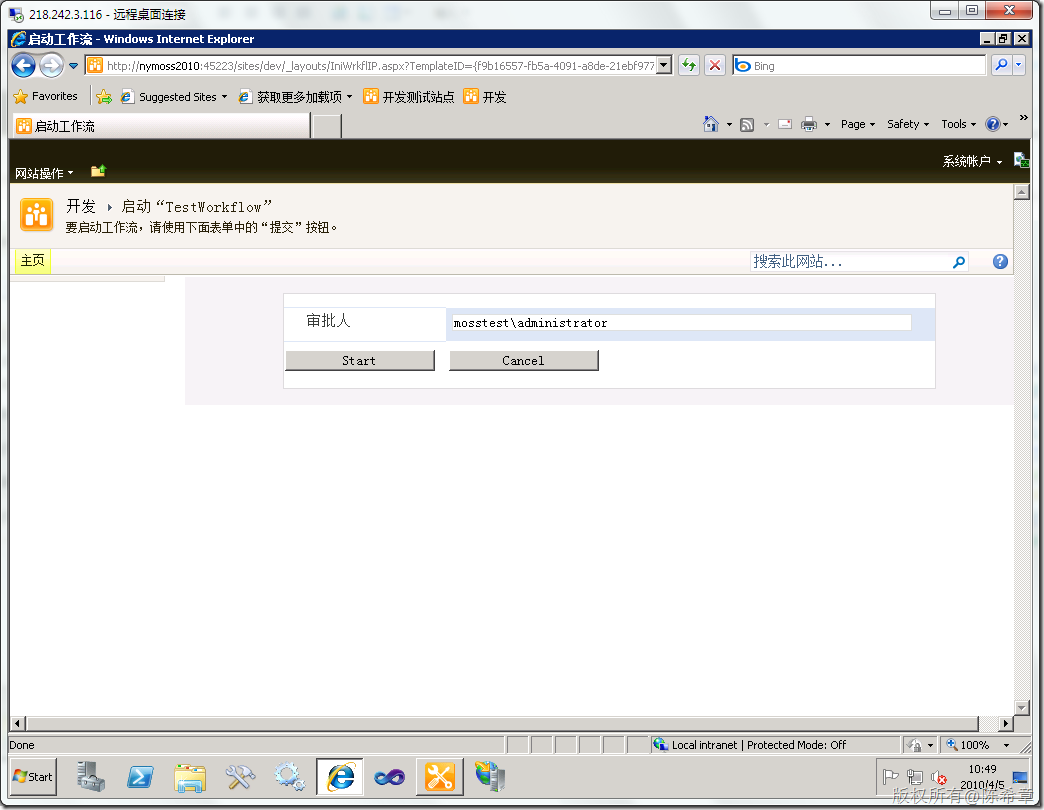 218.242.3.116 - 远程桌面连接
启动工作流 - Windows Internet Explorer
http://nymoss2010:45223/sites/dev/_layouts/IniWrkflIP.aspx?TemplateID={f9b16557-fb5a-4091-a8de-21ebf977
Bing
Favorites
Suggested Sites
获取更多加载项
开发测试站点
开发
启动工作流
Page
Safety
Tools
网站操作
系统帐户
开发 启动“TestWorkflow”
要启动工作流，请使用下面表单中的“提交”按钮。
主页
搜索此网站...
审批人
mosstest\administrator
Start
Cancel
Done
Local intranet | Protected Mode: Off
100%
Start
10:49
2010/4/5
版权所有@陈希章